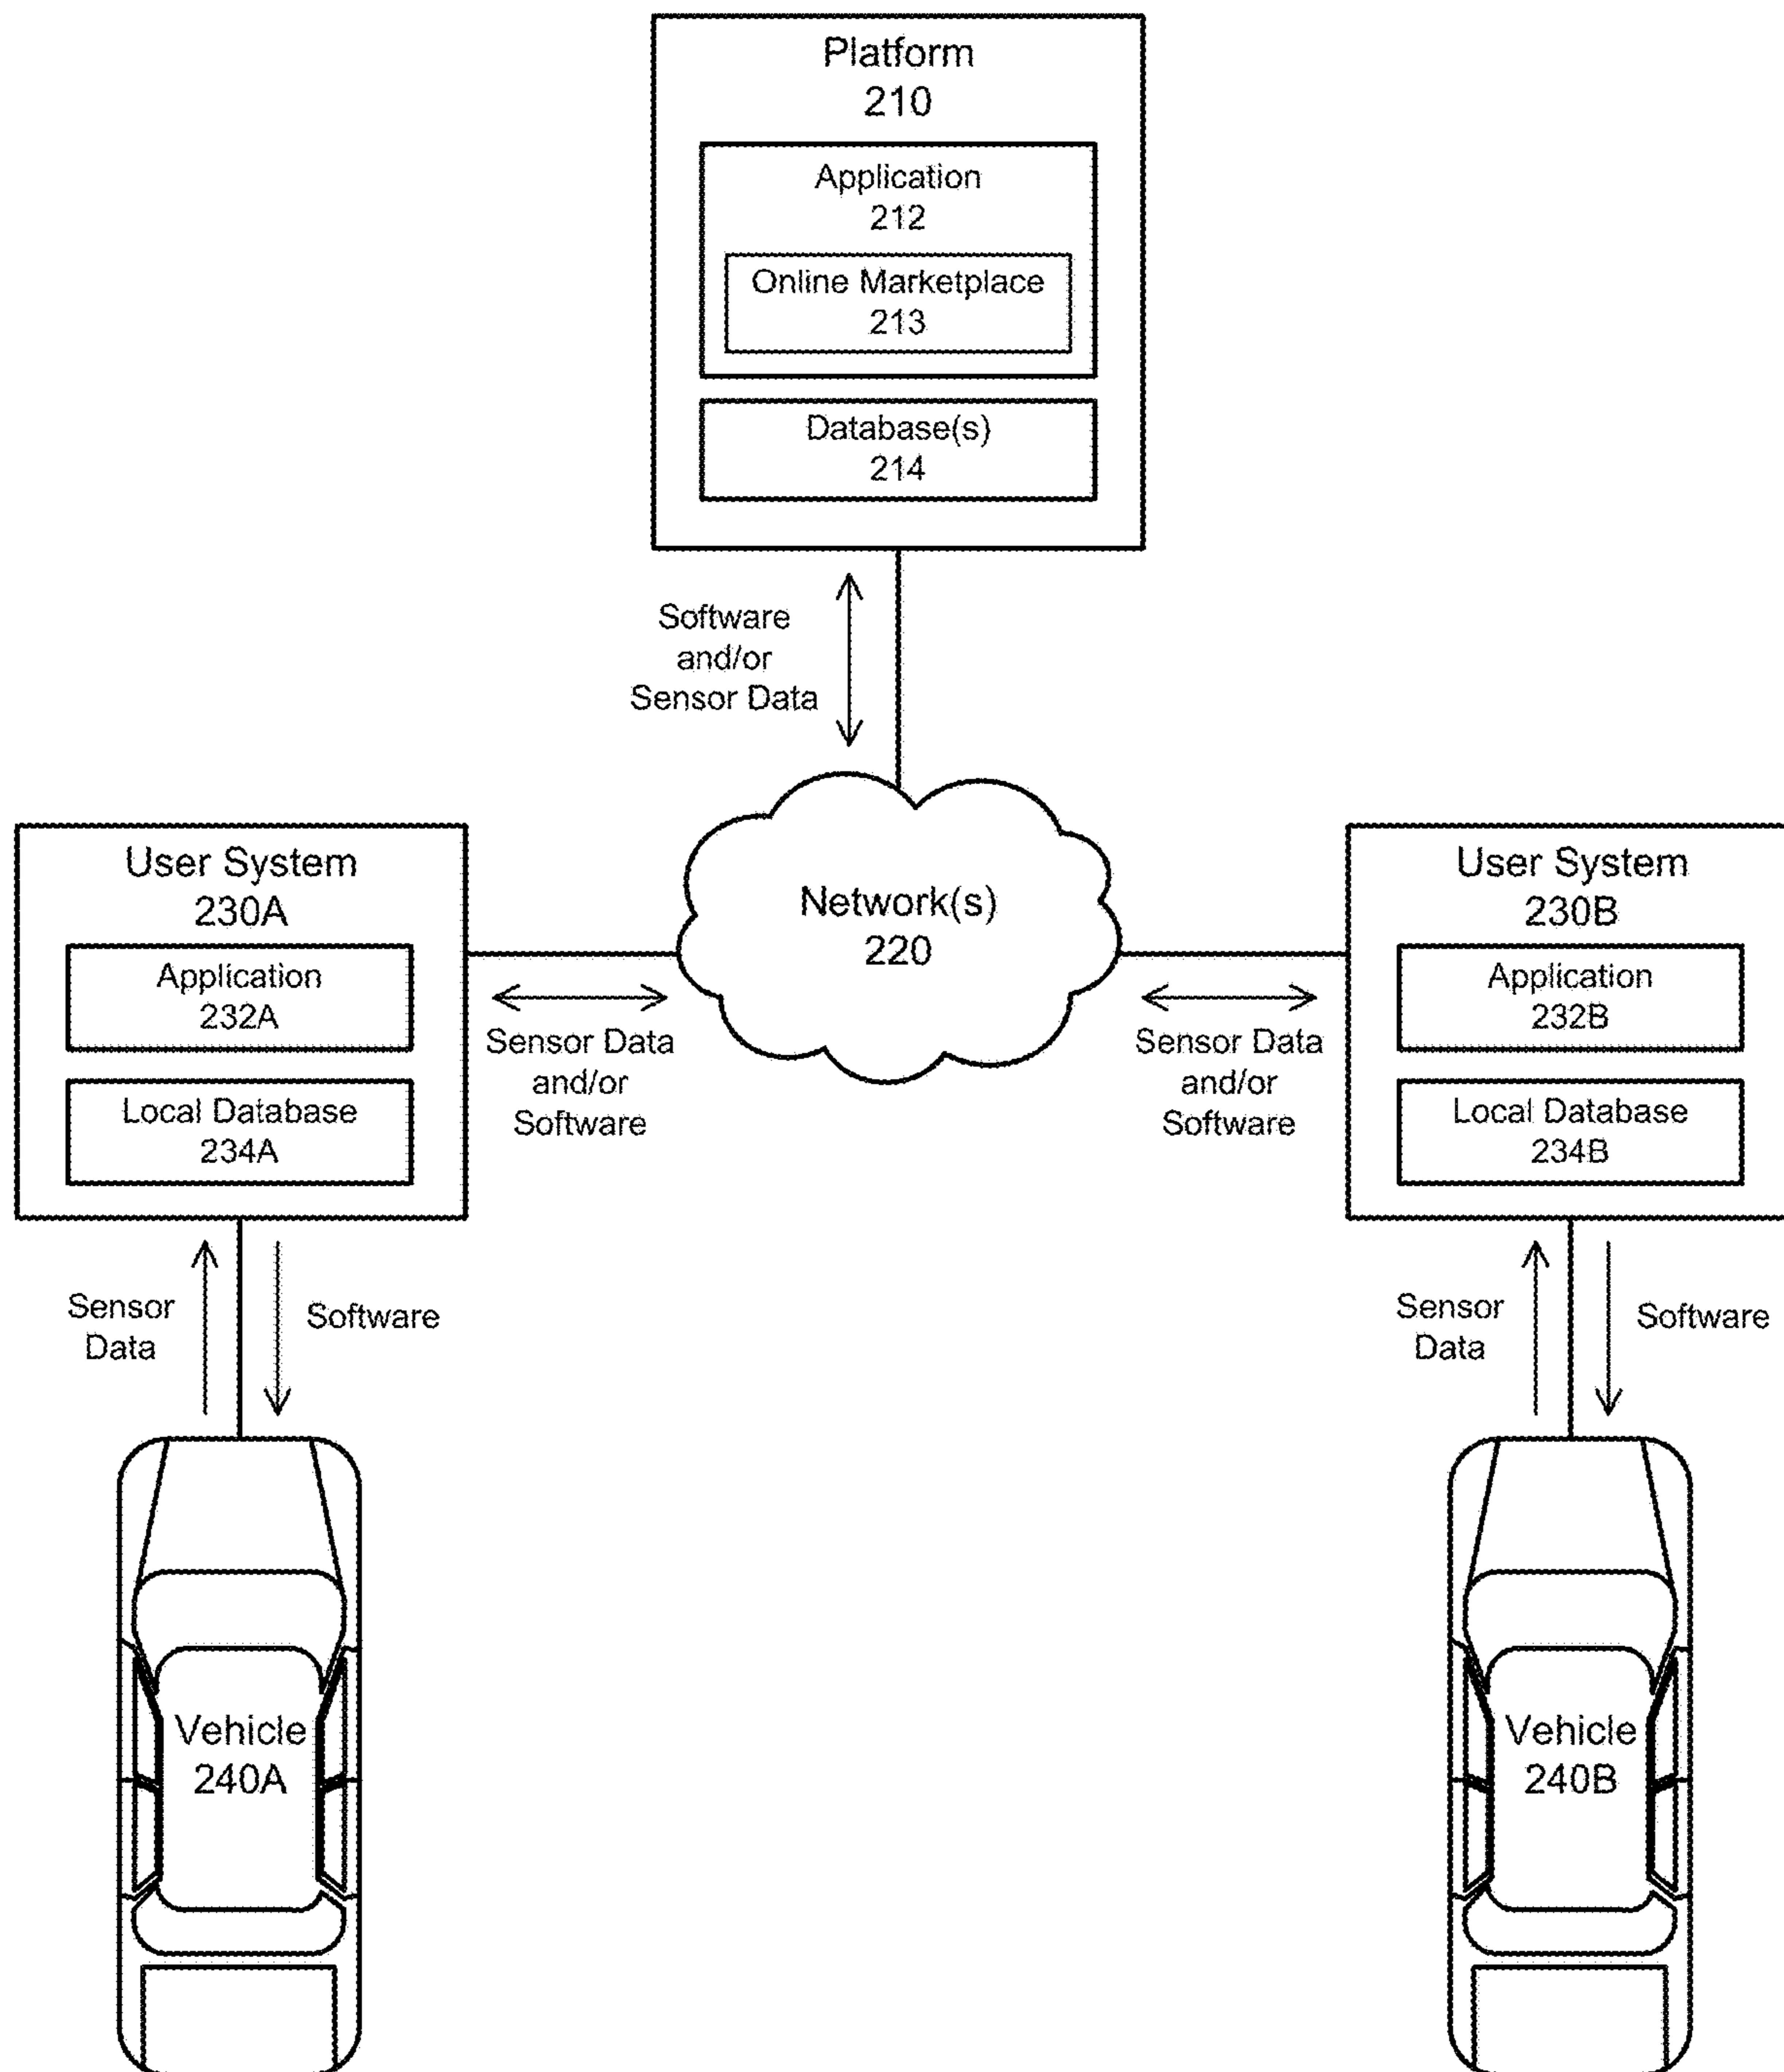 Platform
210
Application
212
Online Marketplace
213
Database(s)
214
Software
and/or
Sensor Data
User System
230A
Application
232A
Local Database
234A
Sensor Data
and/or
Software
Network(s)
220
Sensor Data
and/or
Software
User System
230B
Application
232B
Local Database
234B
Sensor
Data
Software
Sensor
Data
Software
Vehicle
240A
Vehicle
240B